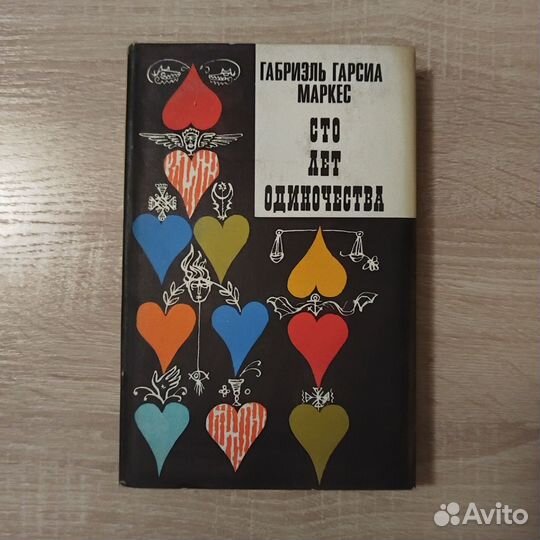 ГАБРИЭЛЬ ГАРСИА
МАРКЕС
СТО
ЛЕТ
ОДИНОЧЕСТВА
Avito